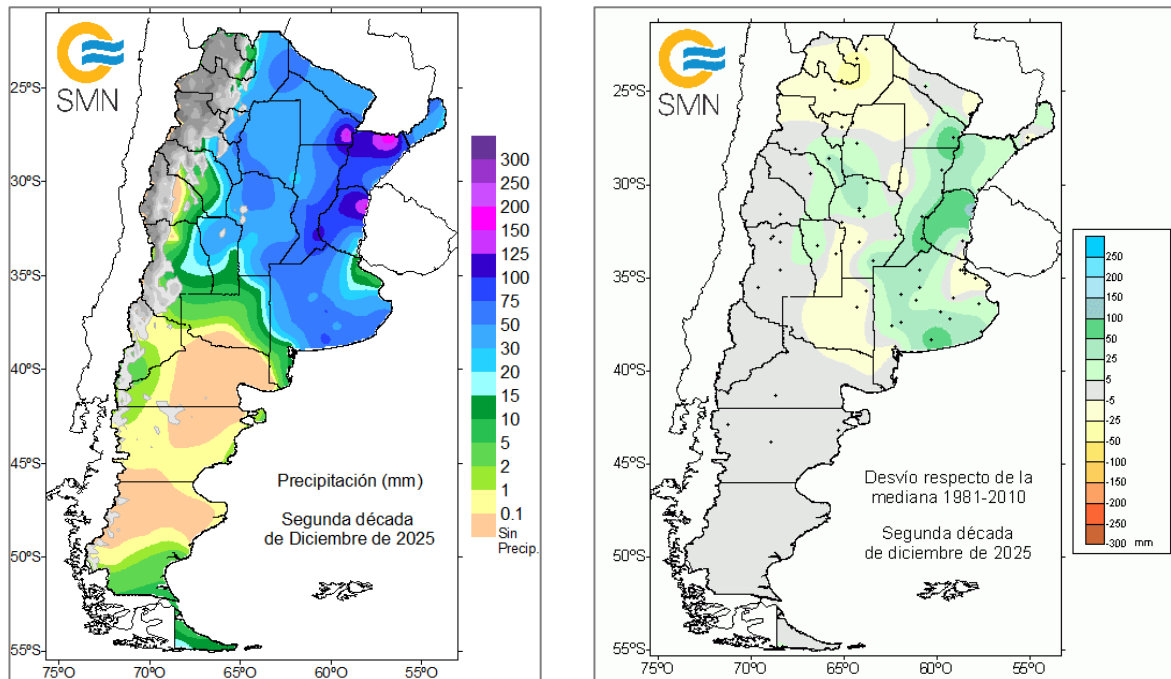 SMN
25ºS
30ºS
35ºS
40ºS
45ºS
50ºS
55ºS
75ºO
70ºO
65ºO
60ºO
55ºO
300
250
200
150
125
100
75
50
30
20
15
10
5
2
1
0.1
Sin
Precip.
Precipitación (mm)
Segunda década
de Diciembre de 2025
SMN
25ºS
30ºS
35ºS
40ºS
45ºS
50ºS
55ºS
75ºO
70ºO
65ºO
60ºO
55ºO
Desvío respecto de la
mediana 1981-2010
Segunda década
de diciembre de 2025
300
250
200
150
100
50
25
5
-5
-25
-50
-100
-150
-200
-250
-300 mm